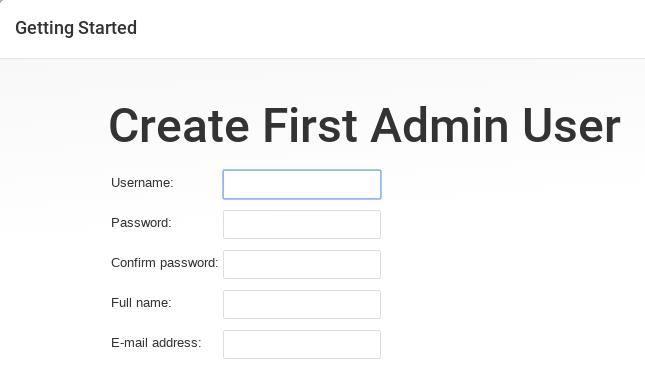 Getting Started
Create First Admin User
Username:
Password:
Confirm password:
Full name:
E-mail address: